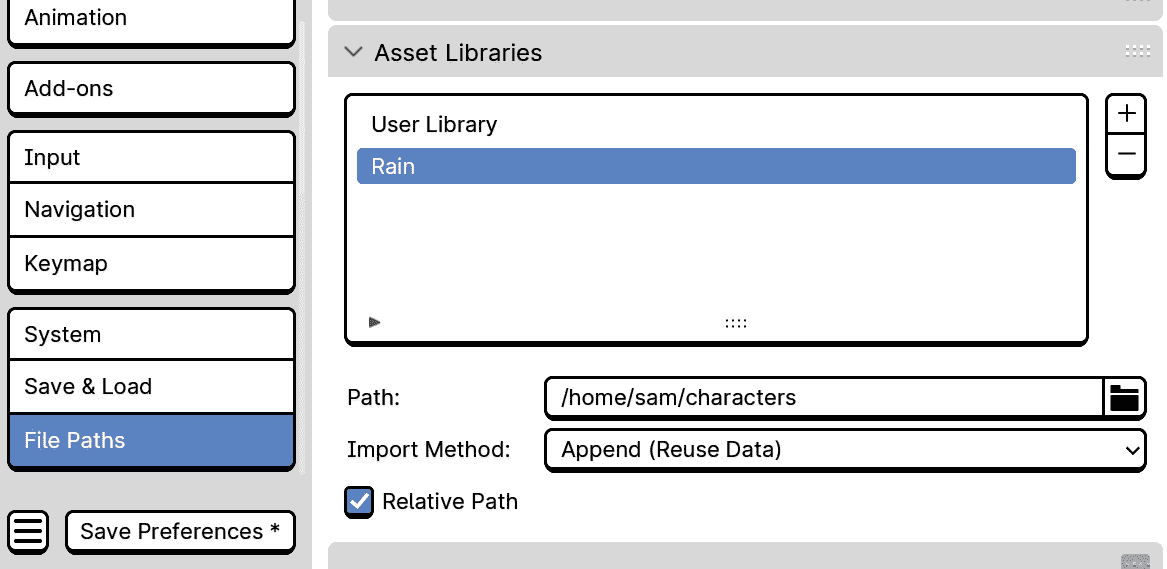 Animation
Add-ons
Input
Navigation
Keymap
System
Save & Load
File Paths
Save Preferences *
Asset Libraries
User Library
Rain
Path:
/home/sam/characters
Import Method:
Append (Reuse Data)
Relative Path